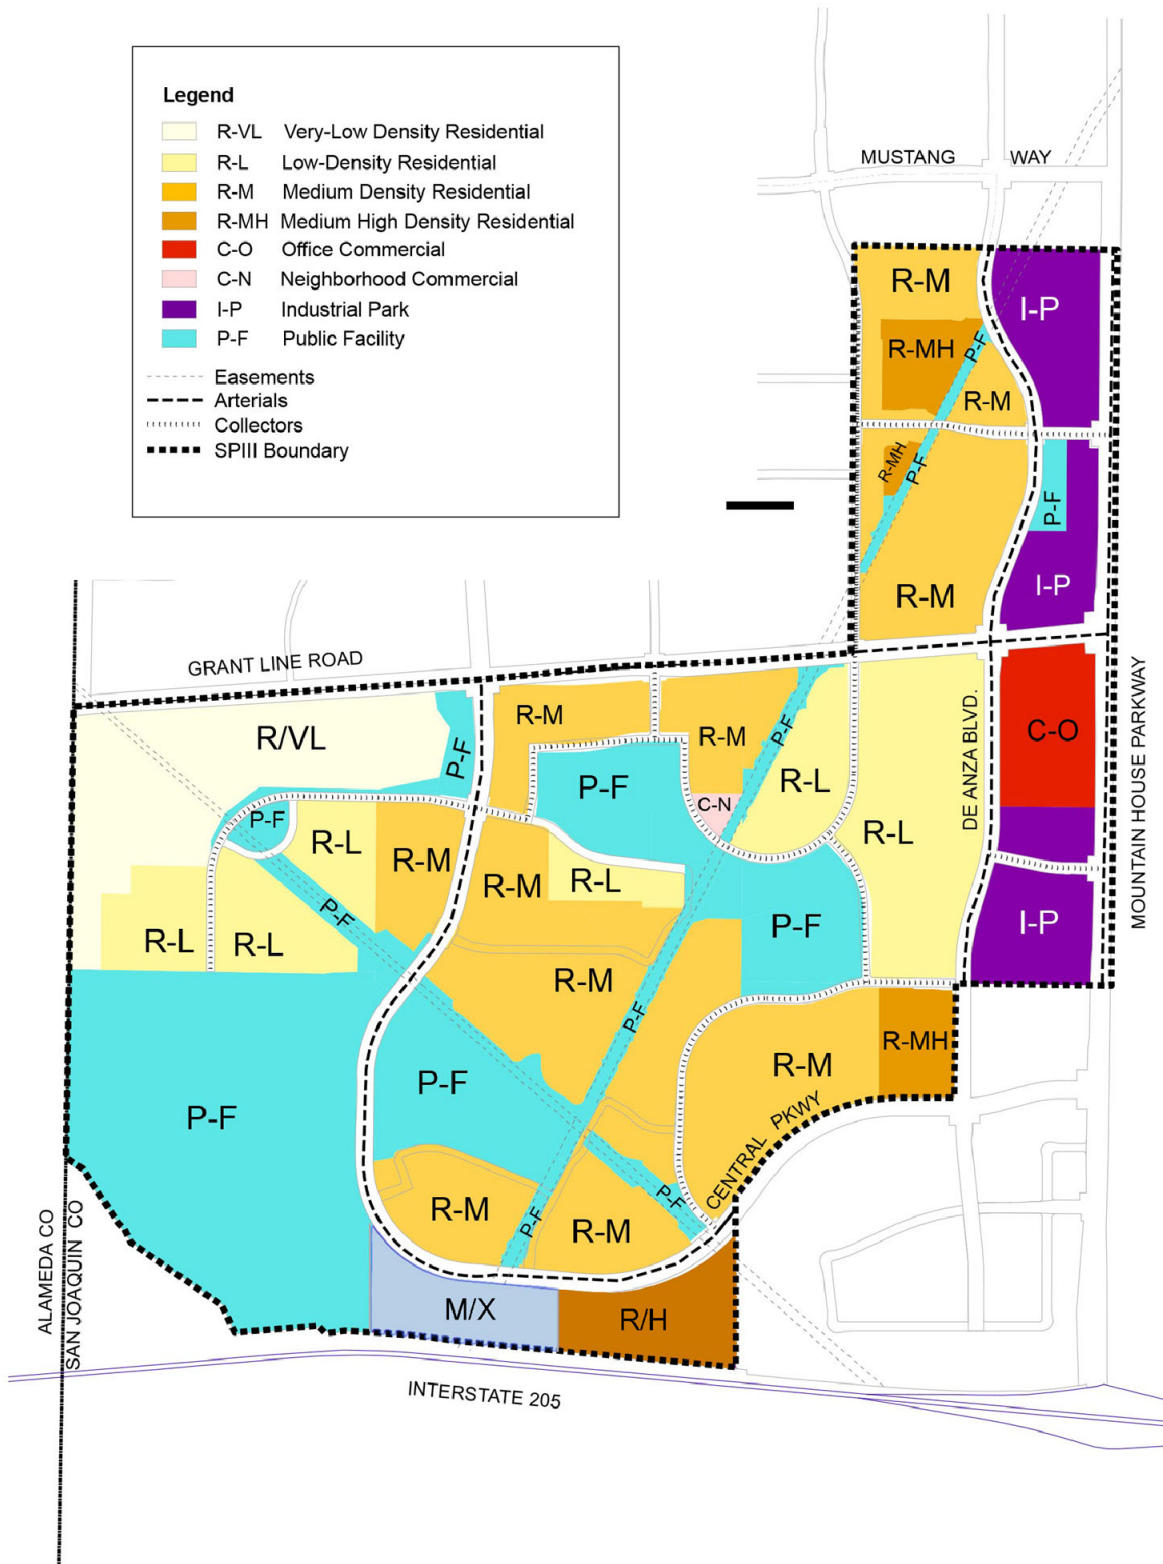 Legend
R-VL Very-Low Density Residential
R-L Low-Density Residential
R-M Medium Density Residential
R-MH Medium High Density Residential
C-O Office Commercial
C-N Neighborhood Commercial
I-P Industrial Park
P-F Public Facility
Easements
Arterials
Collectors
SPIII Boundary
MUSTANG WAY
R-M
I-P
R-MH
P-F
R-M
R-MH
P-F
P-F
R-M
I-P
GRANT LINE ROAD
MOUNTAIN HOUSE PARKWAY
DE ANZA BLVD.
R/VL
P-F
R-M
R-M
P-F
C-O
P-F
R-L
C-N
P-F
R-L
R-M
R-L
R-M
R-L
P-F
R-L
R-L
P-F
I-P
R-M
P-F
R-MH
R-M
P-F
P-F
CENTRAL PKWY
R-M
P-F
R-M
P-F
ALAMEDA CO
SAN JOAQUIN CO
M/X
R/H
INTERSTATE 205